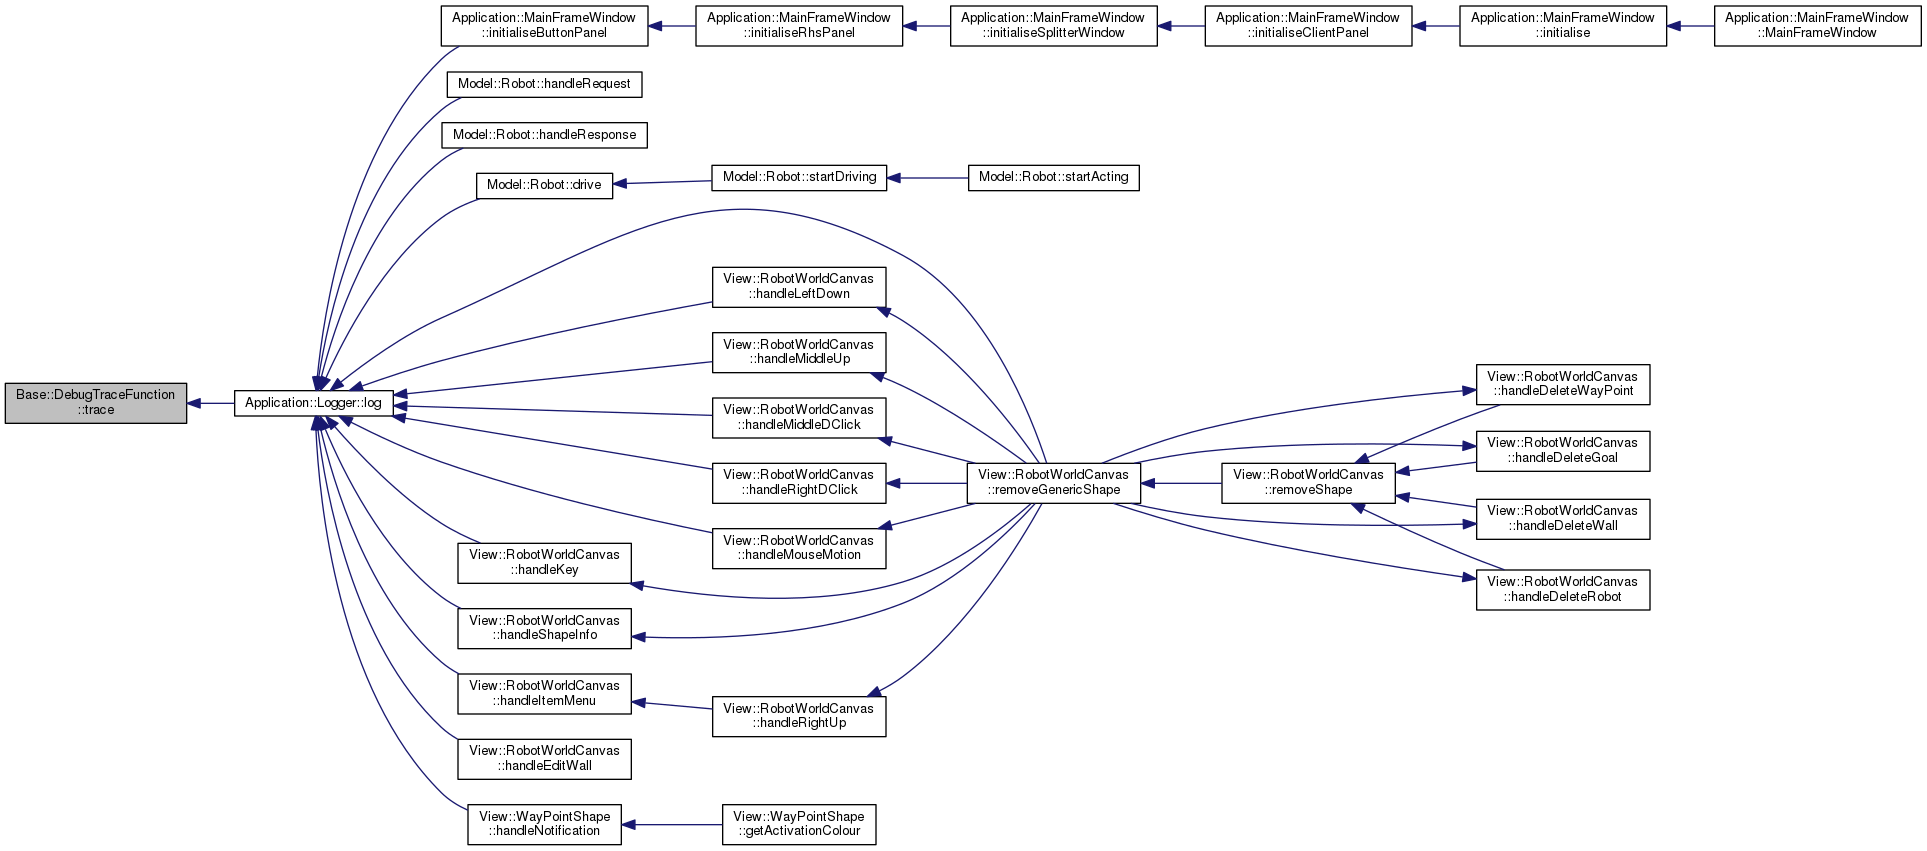 Application::MainFrameWindow
::initialiseButtonPanel
Application::MainFrameWindow
::initialiseRhsPanel
Application::MainFrameWindow
::initialiseSplitterWindow
Application::MainFrameWindow
::initialiseClientPanel
Application::MainFrameWindow
::initialise
Application::MainFrameWindow
::MainFrameWindow
Model::Robot::handleRequest
Model::Robot::handleResponse
Model::Robot::drive
Model::Robot::startDriving
Model::Robot::startActing
View::RobotWorldCanvas
::handleLeftDown
View::RobotWorldCanvas
::handleMiddleUp
Base::DebugTraceFunction
::trace
Application::Logger::log
View::RobotWorldCanvas
::handleMiddleDClick
View::RobotWorldCanvas
::handleRightDClick
View::RobotWorldCanvas
::removeGenericShape
View::RobotWorldCanvas
::removeShape
View::RobotWorldCanvas
::handleDeleteWayPoint
View::RobotWorldCanvas
::handleDeleteGoal
View::RobotWorldCanvas
::handleDeleteWall
View::RobotWorldCanvas
::handleDeleteRobot
View::RobotWorldCanvas
::handleMouseMotion
View::RobotWorldCanvas
::handleKey
View::RobotWorldCanvas
::handleShapeInfo
View::RobotWorldCanvas
::handleItemMenu
View::RobotWorldCanvas
::handleRightUp
View::RobotWorldCanvas
::handleEditWall
View::WayPointShape
::handleNotification
View::WayPointShape
::getActivationColour